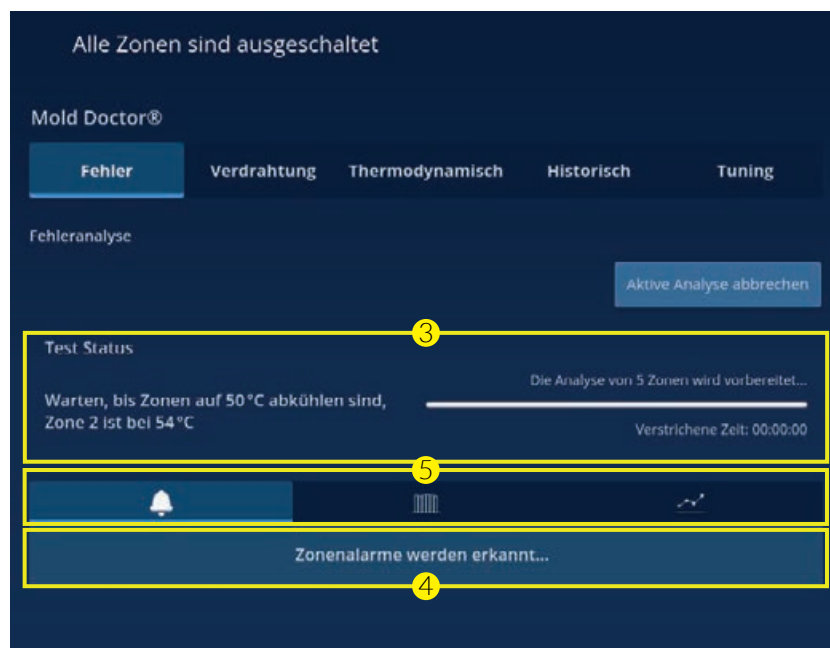 Alle Zonen sind ausgeschaltet
Mold Doctor®
Fehler Verdrahtung Thermodynamisch Historisch Tuning
Fehleranalyse
Aktive Analyse abbrechen
3
Test Status
Die Analyse von 5 Zonen wird vorbereitet...
Warten, bis Zonen auf 50°C abkühlen sind,
Zone 2 ist bei 54°C
Verstrichene Zeit: 00:00:00
5
Zonenalarme werden erkannt...
4